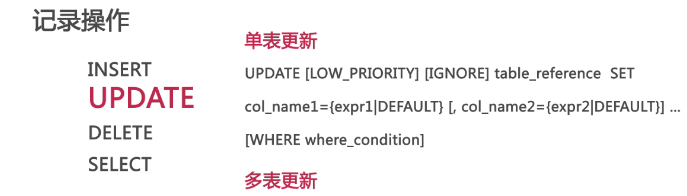 记录操作
INSERT
UPDATE
DELETE
SELECT
单表更新
UPDATE [LOW_PRIORITY] [IGNORE] table_reference SET
col_name1={expr1|DEFAULT} [, col_name2={expr2|DEFAULT}] ...
[WHERE where_condition]
多表更新